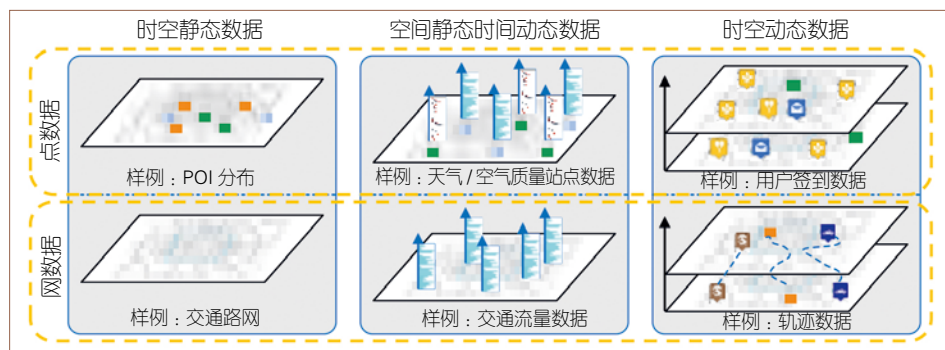 时空静态数据
空间静态时间动态数据
时空动态数据
点数据
样例：POI 分布
样例：天气 / 空气质量站点数据
样例：用户签到数据
网数据
样例：交通路网
样例：交通流量数据
样例：轨迹数据